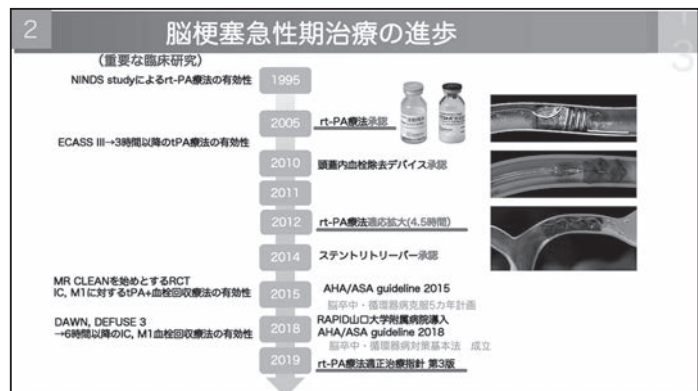 2
脳梗塞急性期治療の進歩
13
(重要な臨床研究)
NINDS studyによるrt-PA療法の有効性
1995
2005
rt-PA療法承認
ECASS III→3時間以降のtPA療法の有効性
2010
頭蓋内血栓除去デバイス承認
2011
2012
rt-PA療法適応拡大(4.5時間)
2014
ステントリトリーバー承認
MR CLEANを始めとするRCT
IC, M1に対するtPA+血栓回収療法の有効性
2015
AHA/ASA guideline 2015
脳卒中・循環器病克服5カ年計画
DAWN, DEFUSE 3
→6時間以降のIC, M1血栓回収療法の有効性
2018
RAPID山口大学附属病院導入
AHA/ASA guideline 2018
脳卒中・循環器病対策基本法 成立
2019
rt-PA療法適正治療指針 第3版